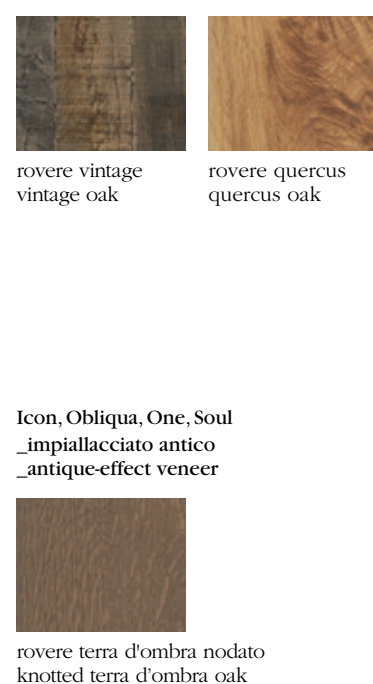 rovere vintage
vintage oak
rovere quercus
quercus oak
Icon, Obliqua, One, Soul
_impiallacciato antico
_antique-effect veneer
rovere terra d'ombra nodato
knotted terra d’ombra oak